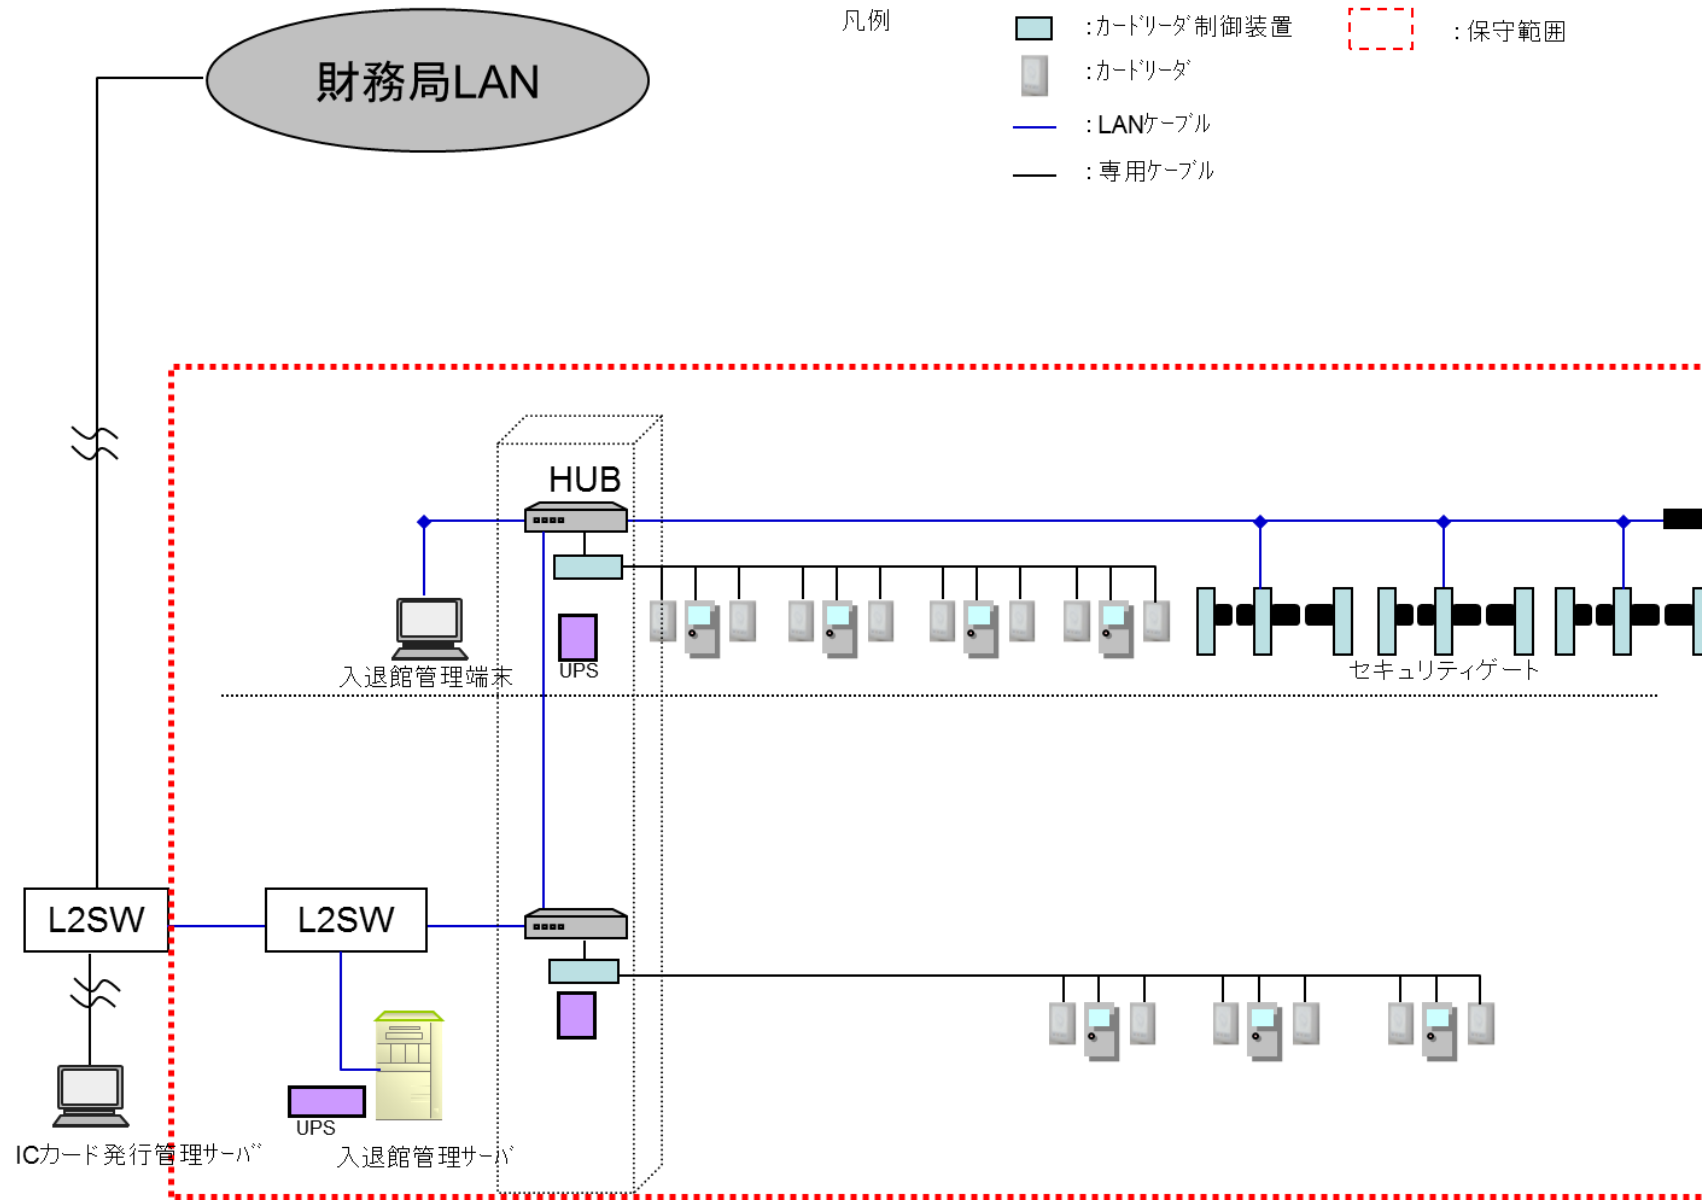 財務局LAN
凡例
:カードリーダ制御装置
:保守範囲
:カードリーダ
:LANケーブル
:専用ケーブル
HUB
入退館管理端末
UPS
セキュリティゲート
L2SW
L2SW
UPS
ICカード発行管理サーバ
入退館管理サーバ